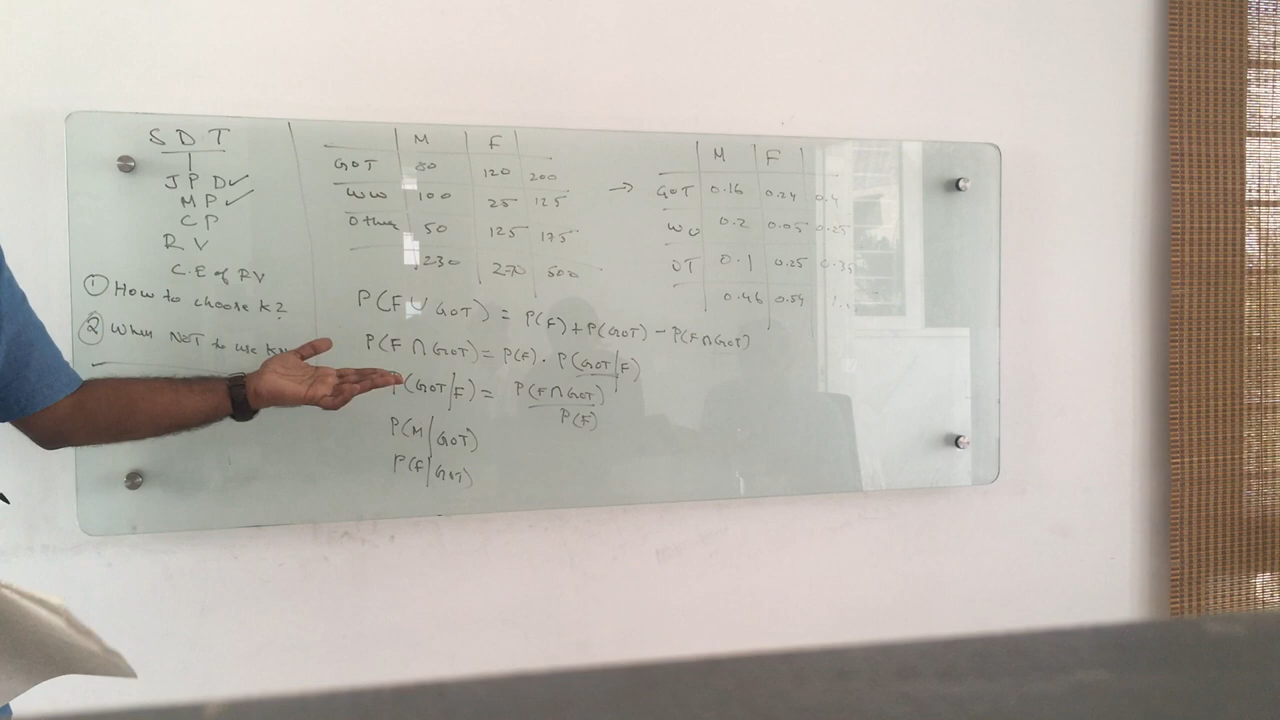 S D T
J P D ✓
M P ✓
C P
R V
C.E of RV
① How to choose K?
② When NOT to use
M F
GOT 80 120 200
WW 100 25 125
Other 50 125 175
230 270 500
→
M F
GOT 0.16 0.24 0.4
WW 0.2 0.05 0.25
OT 0.1 0.25 0.35
0.46 0.54
P(F ∪ GOT) = P(F) + P(GOT) - P(F∩GOT)
P(F ∩ GOT) = P(F) . P(GOT|F)
P(GOT|F) = P(F∩GOT)
P(F)
P(M|GOT)
P(F|GOT)